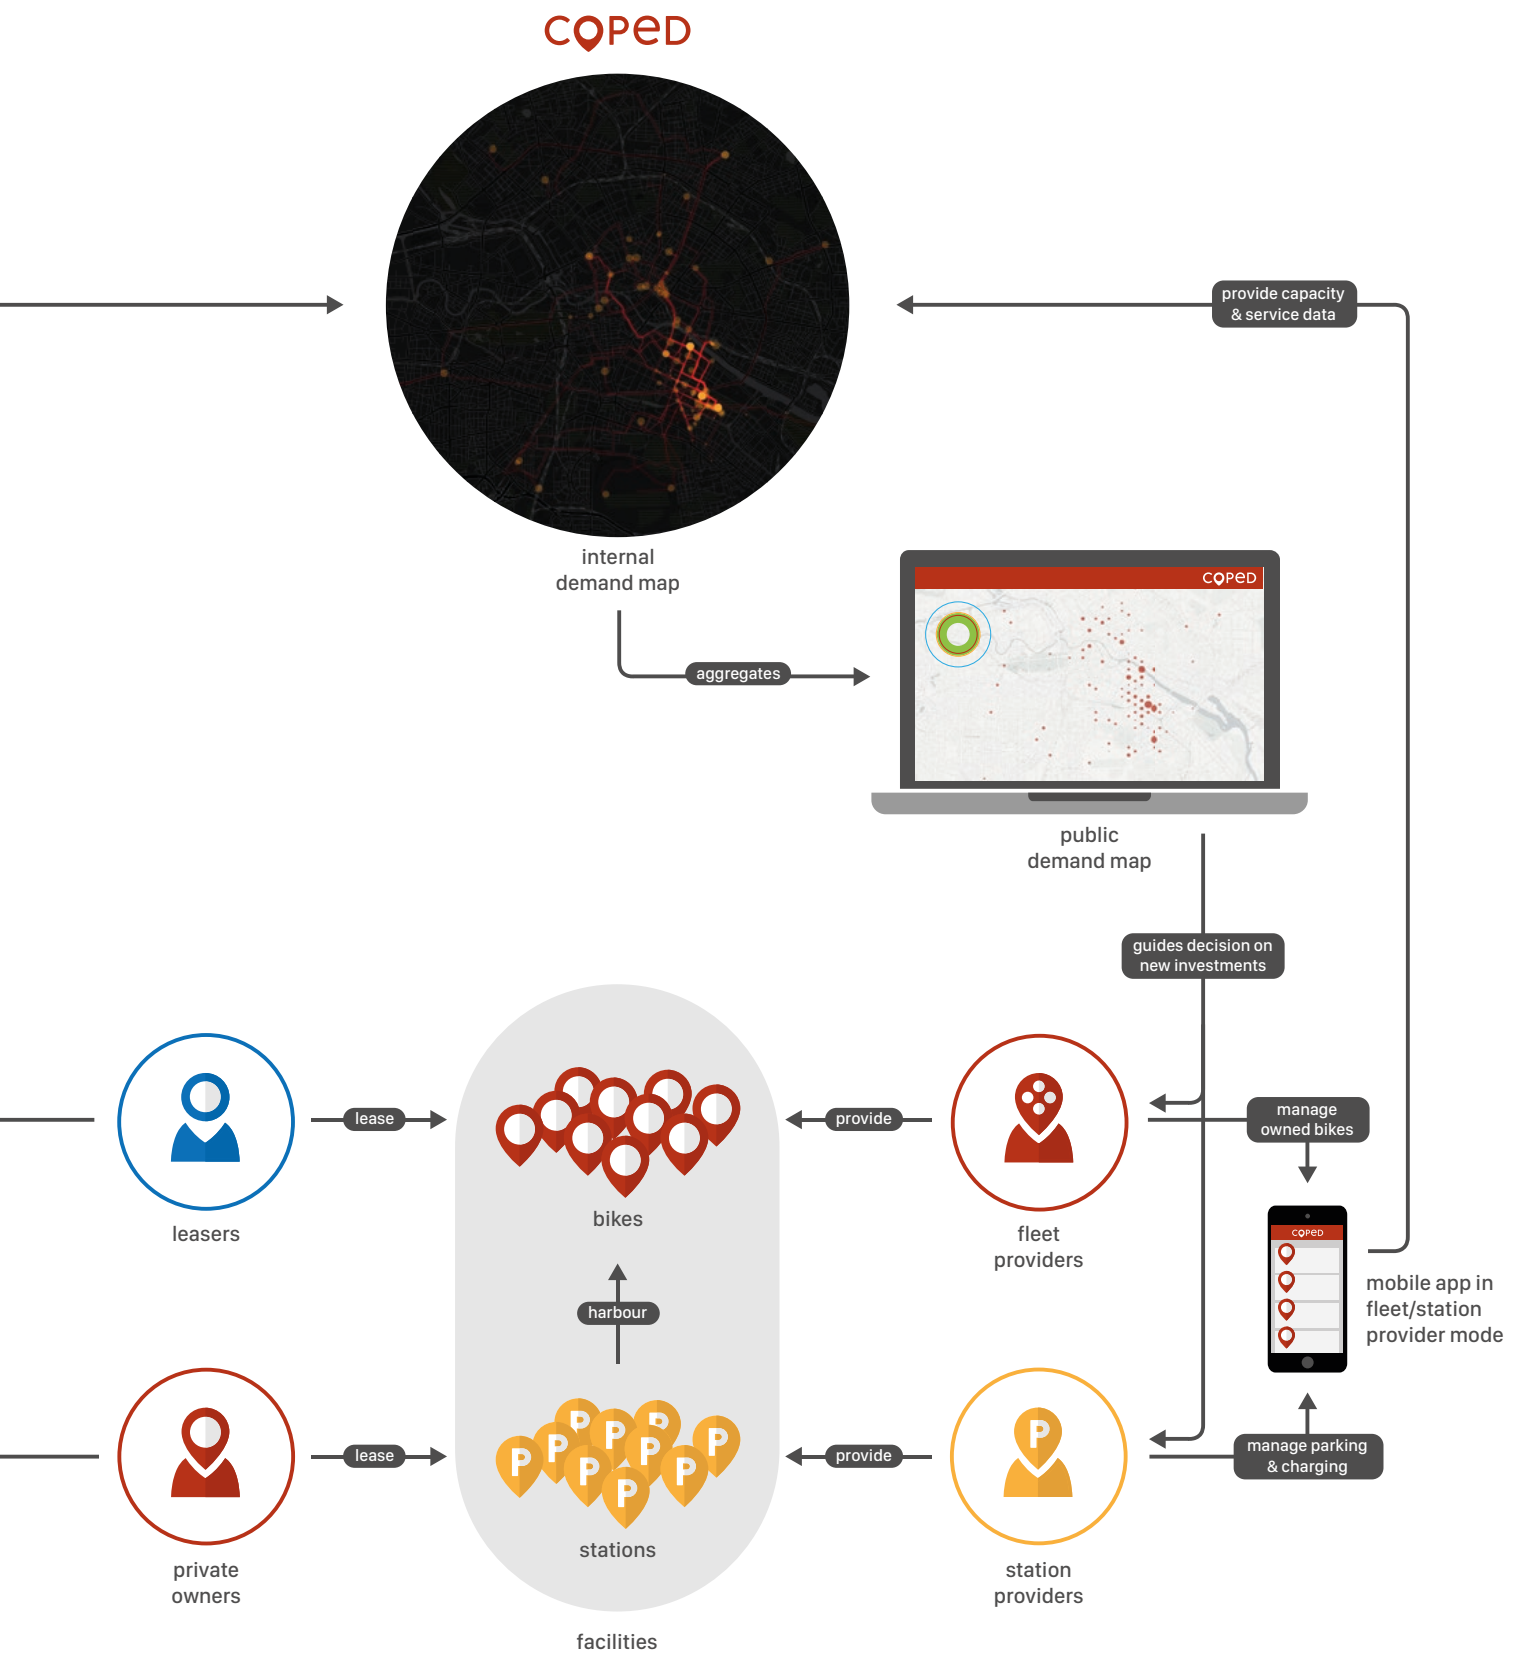 COPeD
provide capacity
& service data
internal
demand map
COPeD
aggregates
public
demand map
guides decision on
new investments
lease
provide
manage
owned bikes
bikes
leasers
fleet
providers
COPeD
harbour
mobile app in
fleet/station
provider mode
P P P P P P P P P P
lease
provide
manage parking
& charging
P
stations
private
owners
station
providers
facilities